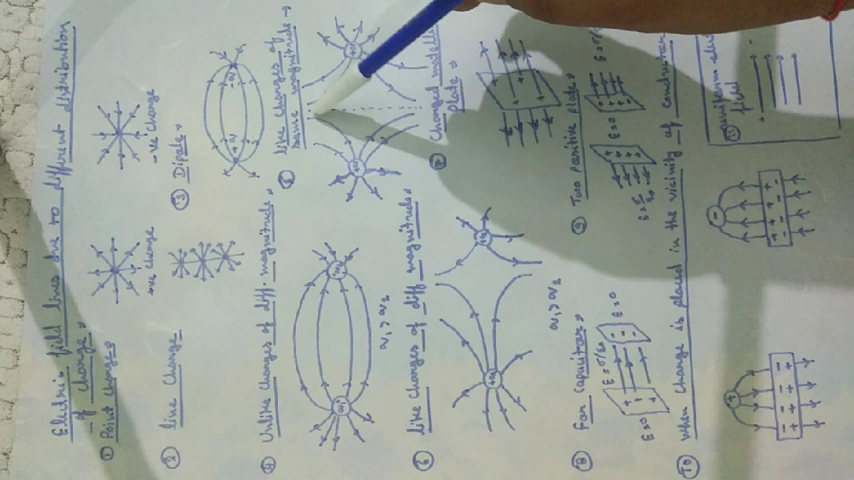 Electric field lines due to different distribution
of charge :
① Point charge :
+ve charge
-ve charge
② line charge
③ Dipole :
④ Unlike charges of diff. magnitude :
q₁ > q₂
⑤ like charges of
same magnitude :
⑥ like charges of diff magnitude :
q₁ > q₂
⑦ Charged metallic
Plate :
⑧ For capacitor :
E=0
E=σ/ε₀
E=0
⑨ Two positive plate :
E=0
⑩ when charge is placed in the vicinity of conductor
⑪ uniform
field